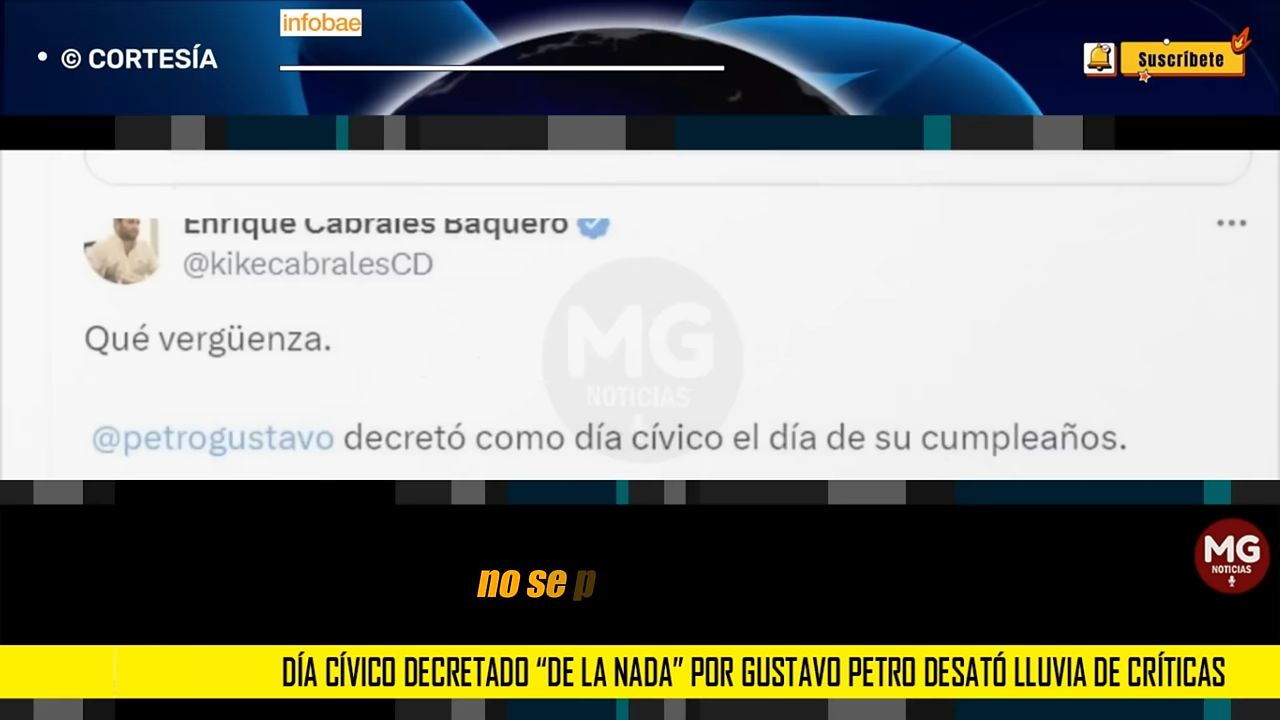 infobae
• © CORTESÍA
Suscríbete
Enrique Cabrales Baquero
@kikecabralesCD
Qué vergüenza.
MG
NOTICIAS
@petrogustavo decretó como día cívico el día de su cumpleaños.
MG
NOTICIAS
no se p
DÍA CÍVICO DECRETADO “DE LA NADA” POR GUSTAVO PETRO DESATÓ LLUVIA DE CRÍTICAS